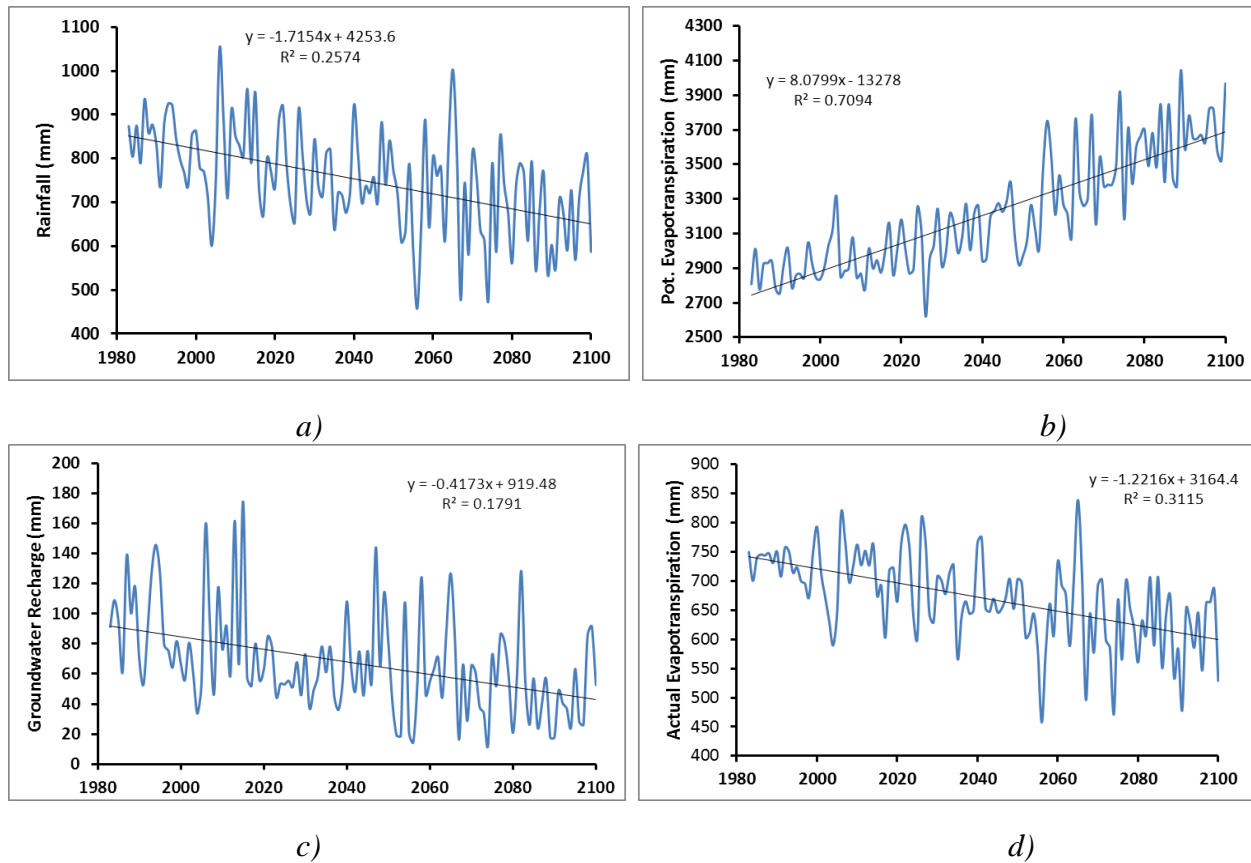 y = -1.7154x + 4253.6
R² = 0.2574
Rainfall (mm)
1100
1000
900
800
700
600
500
400
1980 2000 2020 2040 2060 2080 2100
a)
y = 8.0799x - 13278
R² = 0.7094
Pot. Evapotranspiration (mm)
4300
4100
3900
3700
3500
3300
3100
2900
2700
2500
1980 2000 2020 2040 2060 2080 2100
b)
y = -0.4173x + 919.48
R² = 0.1791
Groundwater Recharge (mm)
200
180
160
140
120
100
80
60
40
20
0
1980 2000 2020 2040 2060 2080 2100
c)
y = -1.2216x + 3164.4
R² = 0.3115
Actual Evapotranspiration (mm)
900
850
800
750
700
650
600
550
500
450
400
1980 2000 2020 2040 2060 2080 2100
d)